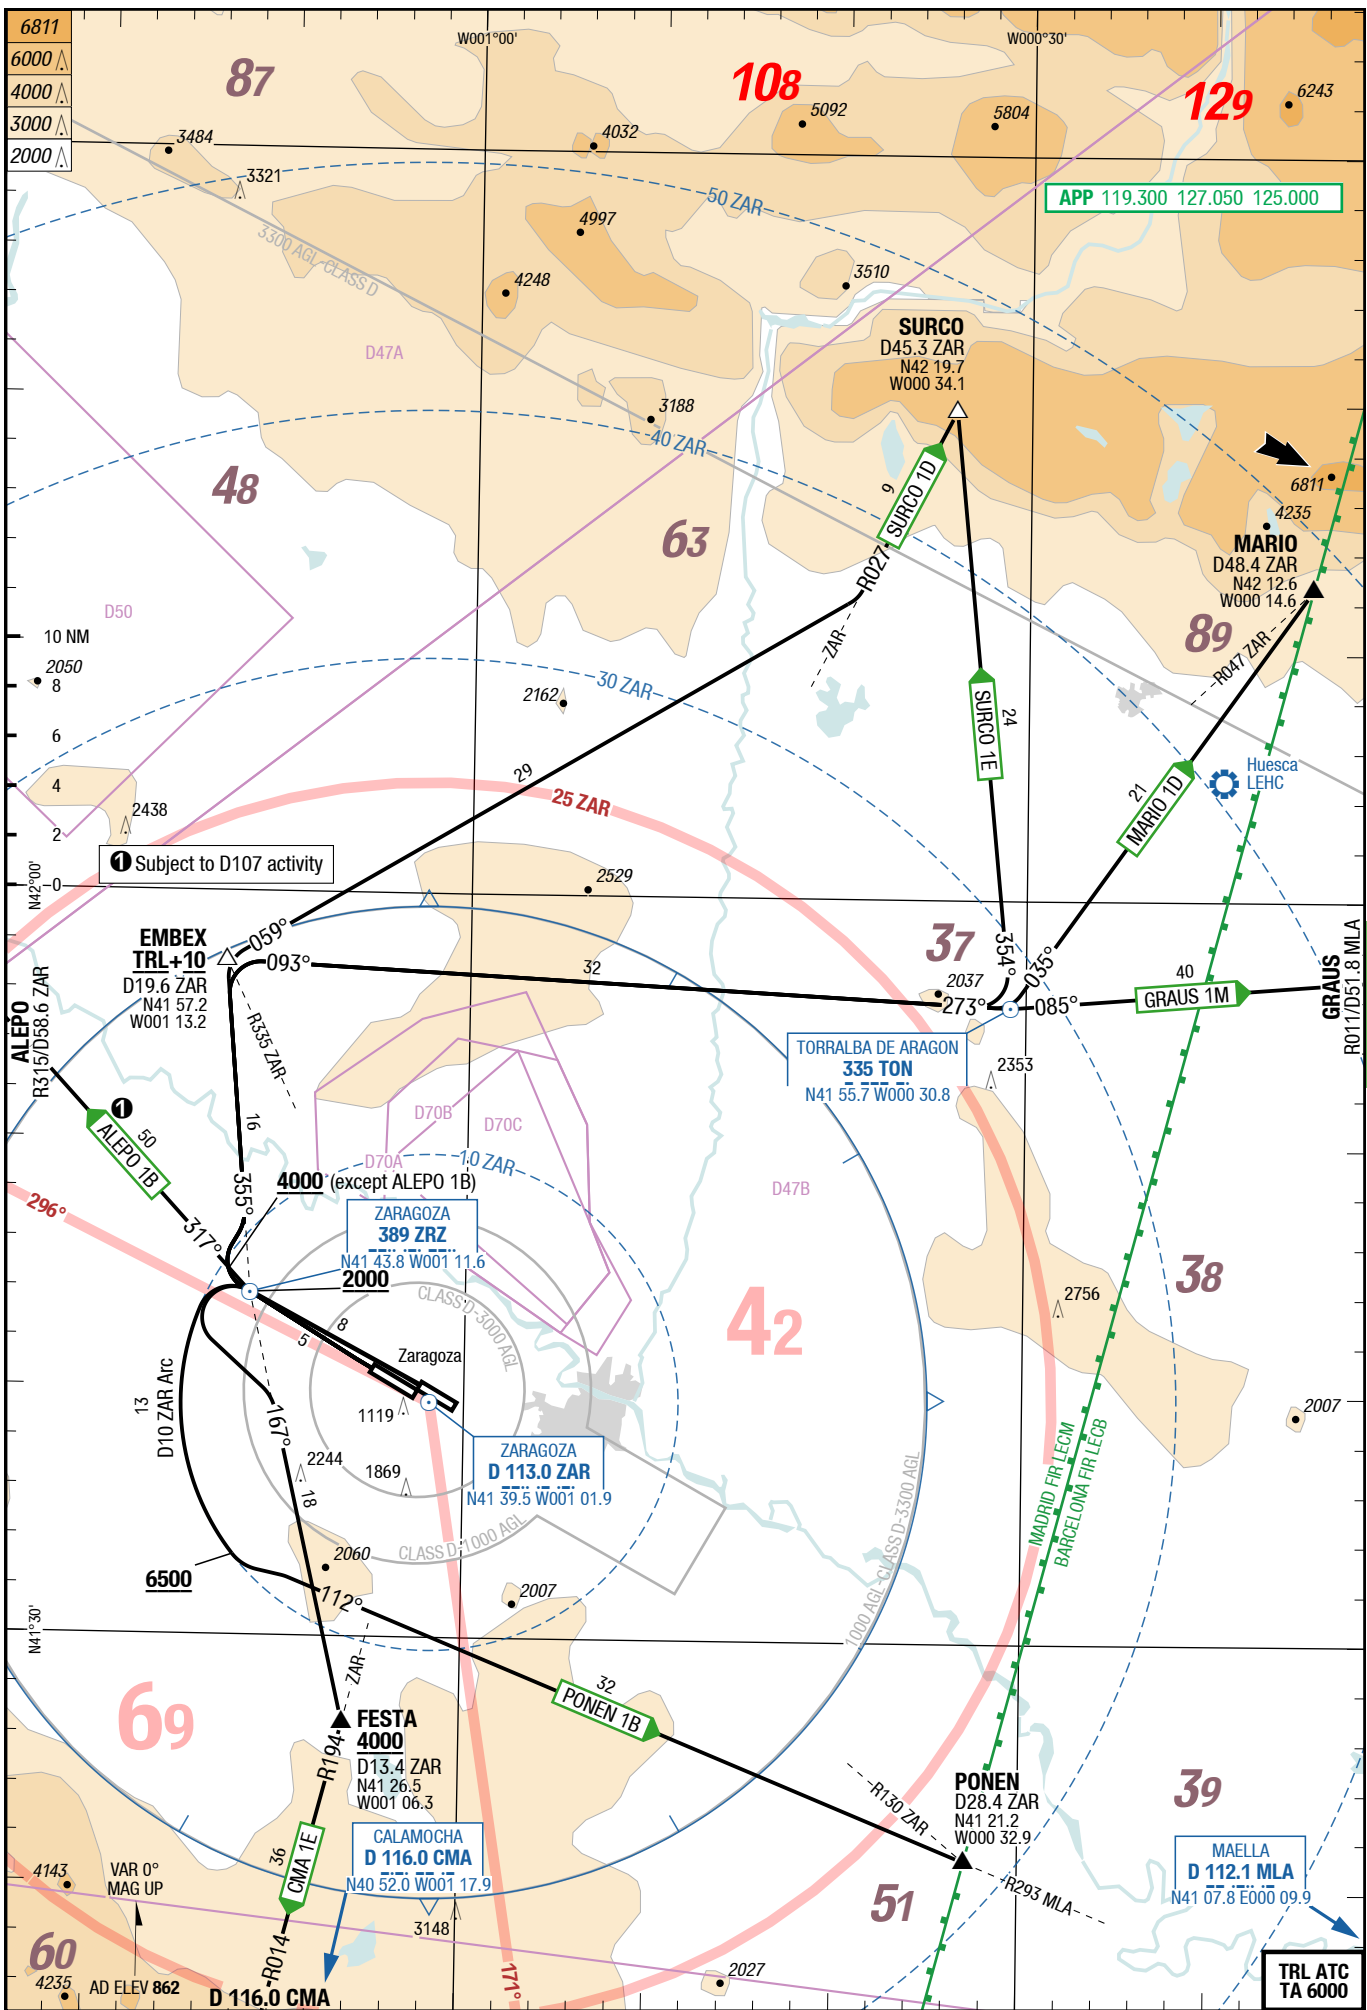 6811
6000
4000
3000
2000
W001°00'
W000°30'
87
108
129
6243
5092
5804
4032
3484
3321
50 ZAR
APP 119.300 127.050 125.000
4997
3300 AGL-CLASS D
4248
3510
SURCO
D45.3 ZAR
N42 19.7
W000 34.1
D47A
3188
40 ZAR
48
63
9
SURCO 1D
R027
ZAR
6811
4235
MARIO
D48.4 ZAR
N42 12.6
W000 14.6
89
R047 ZAR
D50
10 NM
2050
8
6
4
2
0
N42°00'
2162
30 ZAR
24
SURCO 1E
29
25 ZAR
21
MARIO 1D
Huesca
LEHC
2438
❶ Subject to D107 activity
2529
EMBEX
TRL+10
D19.6 ZAR
N41 57.2
W001 13.2
059°
093°
32
37
354°
035°
2037
273°
085°
40
GRAUS 1M
GRAUS
R011/D51.8 MLA
ALEPO
R315/D58.6 ZAR
R335 ZAR
TORRALBA DE ARAGON
335 TON
N41 55.7 W000 30.8
2353
❶
50
ALEPO 1B
16
D70B
D70C
D70A
10 ZAR
D47B
355°
317°
4000 (except ALEPO 1B)
ZARAGOZA
389 ZRZ
N41 43.8 W001 11.6
2000
296°
CLASS D-3000 AGL
42
38
2756
8
5
Zaragoza
13
D10 ZAR Arc
1119
167°
2244
18
1869
ZARAGOZA
D 113.0 ZAR
N41 39.5 W001 01.9
2007
MADRID FIR LECM
BARCELONA FIR LECB
CLASS D-1000 AGL
1000 AGL-CLASS D-3300 AGL
2060
6500
112°
2007
N41°30'
ZAR
32
PONEN 1B
69
FESTA
4000
D13.4 ZAR
N41 26.5
W001 06.3
R194
PONEN
D28.4 ZAR
N41 21.2
W000 32.9
R130 ZAR
R293 MLA
39
CALAMOCHA
D 116.0 CMA
N40 52.0 W001 17.9
36
CMA 1E
MAELLA
D 112.1 MLA
N41 07.8 E000 09.9
4143
VAR 0°
MAG UP
51
3148
60
4235
AD ELEV 862
R014
D 116.0 CMA
171°
2027
TRL ATC
TA 6000